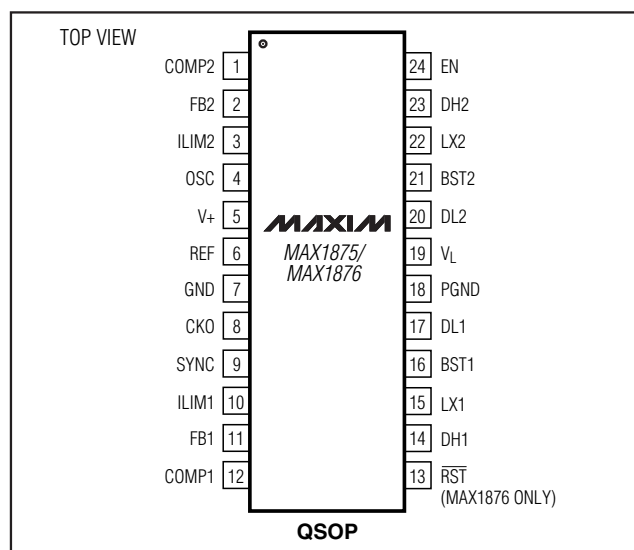 TOP VIEW
COMP2 1
FB2 2
ILIM2 3
OSC 4
V+ 5
REF 6
GND 7
CKO 8
SYNC 9
ILIM1 10
FB1 11
COMP1 12
MAXIM
MAX1875/
MAX1876
24 EN
23 DH2
22 LX2
21 BST2
20 DL2
19 VL
18 PGND
17 DL1
16 BST1
15 LX1
14 DH1
13 RST
(MAX1876 ONLY)
QSOP